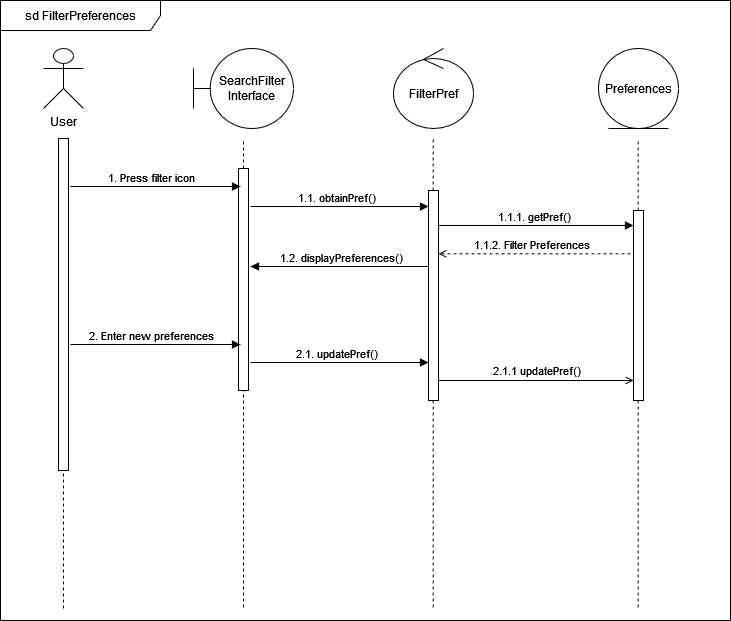 sd FilterPreferences
SearchFilter
Interface
FilterPref
Preferences
User
1. Press filter icon
1.1. obtainPref()
1.1.1. getPref()
1.1.2. Filter Preferences
1.2. displayPreferences()
2. Enter new preferences
2.1. updatePref()
2.1.1 updatePref()